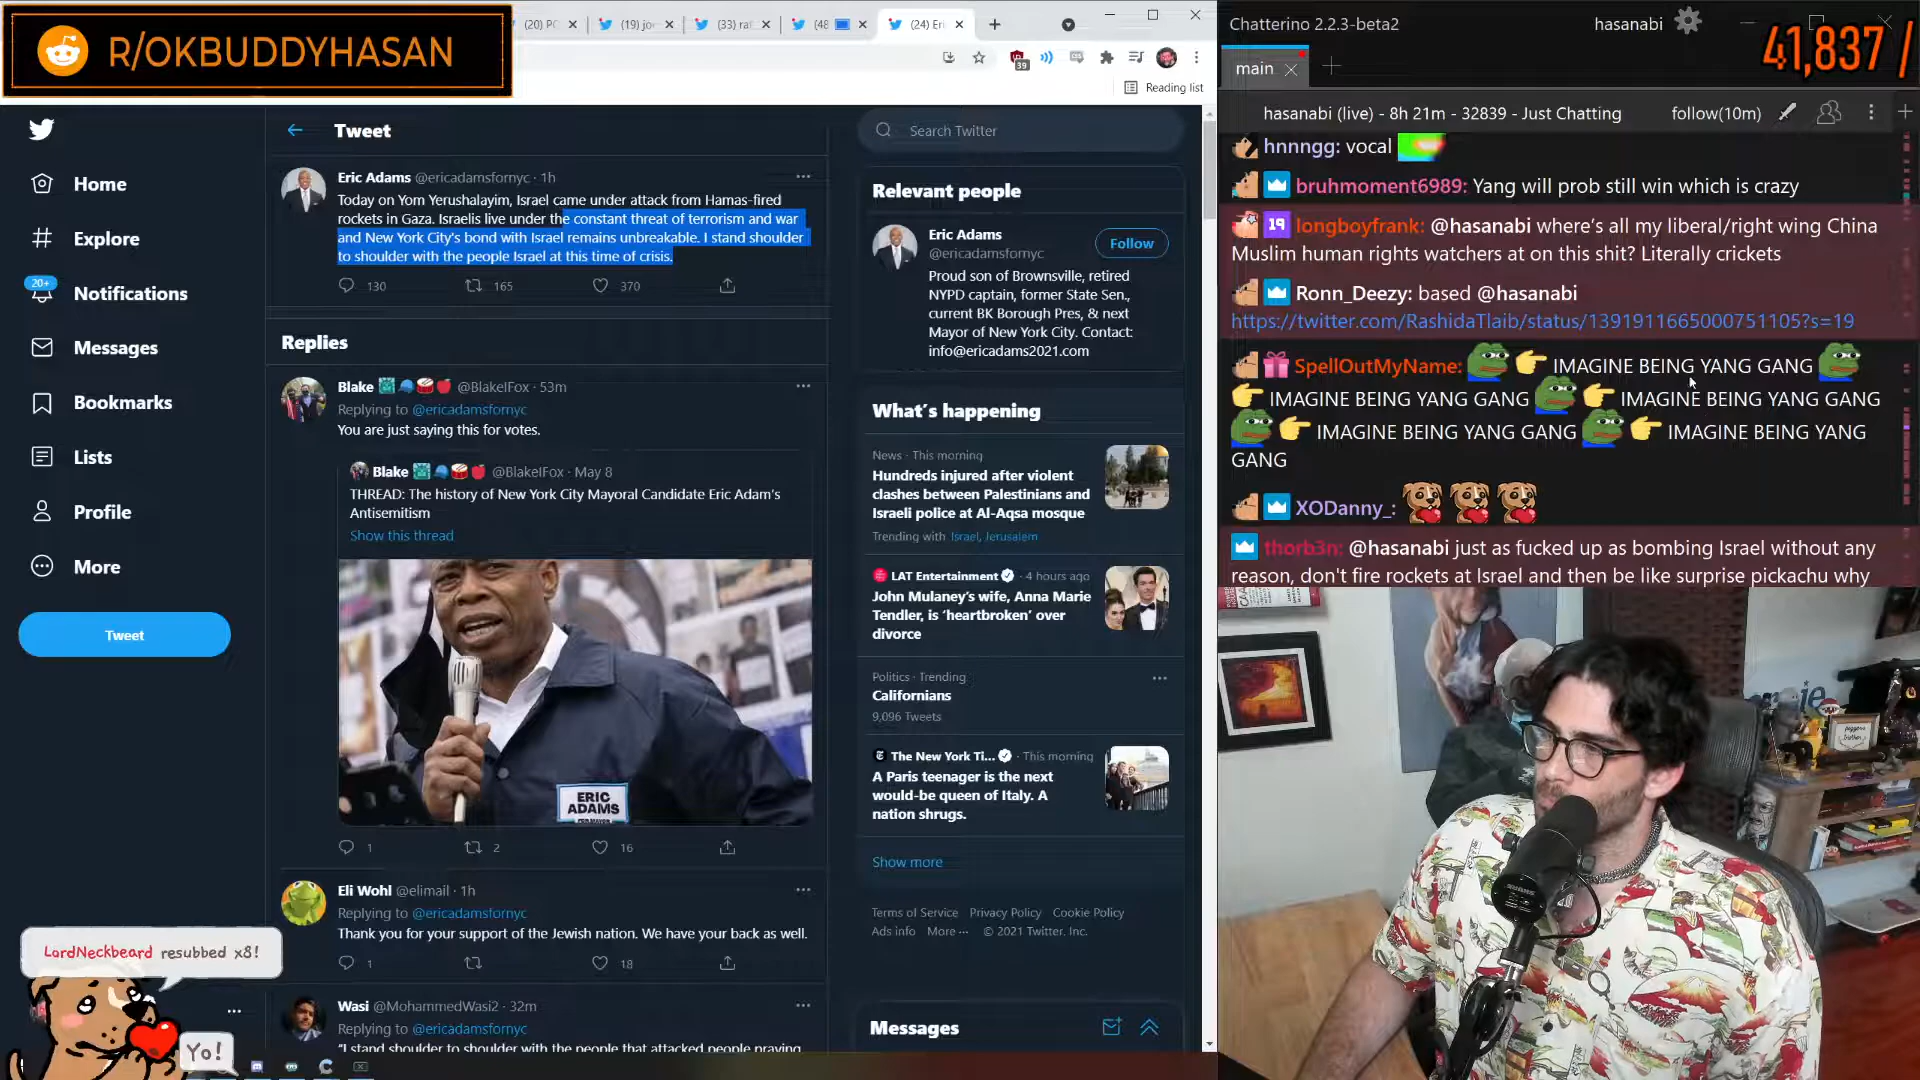 R/OKBUDDYHASAN
(20) PO
(19) jo
(33) ra
(48
(24) Eri
39
Reading list
Tweet
Search Twitter
Home
20+
Explore
Notifications
Messages
Bookmarks
Lists
Profile
More
Tweet
Eric Adams @ericadamsfornyc · 1h
Today on Yom Yerushalayim, Israel came under attack from Hamas-fired
rockets in Gaza. Israelis live under the constant threat of terrorism and war
and New York City's bond with Israel remains unbreakable. I stand shoulder
to shoulder with the people Israel at this time of crisis.
130 165 370
Replies
Blake @BlakeIFox · 53m
Replying to @ericadamsfornyc
You are just saying this for votes.
Blake @BlakeIFox · May 8
THREAD: The history of New York City Mayoral Candidate Eric Adam's
Antisemitism
Show this thread
ERIC
ADAMS
1 2 16
Eli Wohl @elimail · 1h
Replying to @ericadamsfornyc
Thank you for your support of the Jewish nation. We have your back as well.
1 18
Wasi @MohammedWasi2 · 32m
Replying to @ericadamsfornyc
"I stand shoulder to shoulder with the people that attacked people praying
Relevant people
Eric Adams
@ericadamsfornyc
Follow
Proud son of Brownsville, retired
NYPD captain, former State Sen.,
current BK Borough Pres, & next
Mayor of New York City. Contact:
info@ericadams2021.com
What's happening
News · This morning
Hundreds injured after violent
clashes between Palestinians and
Israeli police at Al-Aqsa mosque
Trending with Israel, Jerusalem
LAT Entertainment · 4 hours ago
John Mulaney's wife, Anna Marie
Tendler, is 'heartbroken' over
divorce
Politics · Trending
Californians
9,096 Tweets
The New York Ti... · This morning
A Paris teenager is the next
would-be queen of Italy. A
nation shrugs.
Show more
Terms of Service Privacy Policy Cookie Policy
Ads info More ··· © 2021 Twitter, Inc.
Messages
LordNeckbeard resubbed x8!
Yo!
Chatterino 2.2.3-beta2
hasanabi
41,837 /
main
hasanabi (live) - 8h 21m - 32839 - Just Chatting
follow(10m)
hnnngg: vocal
bruhmoment6989: Yang will prob still win which is crazy
19 longboyfrank: @hasanabi where's all my liberal/right wing China
Muslim human rights watchers at on this shit? Literally crickets
Ronn_Deezy: based @hasanabi
https://twitter.com/RashidaTlaib/status/1391911665000751105?s=19
SpellOutMyName: IMAGINE BEING YANG GANG
IMAGINE BEING YANG GANG IMAGINE BEING YANG GANG
IMAGINE BEING YANG GANG IMAGINE BEING YANG
GANG
XODanny_:
thorb3n: @hasanabi just as fucked up as bombing Israel without any
reason, don't fire rockets at Israel and then be like surprise pickachu why